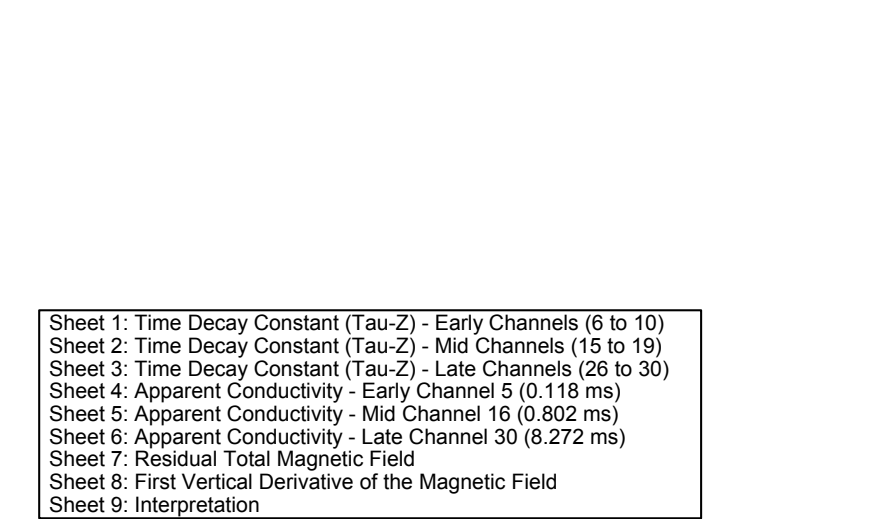 Sheet 1: Time Decay Constant (Tau-Z) - Early Channels (6 to 10)
Sheet 2: Time Decay Constant (Tau-Z) - Mid Channels (15 to 19)
Sheet 3: Time Decay Constant (Tau-Z) - Late Channels (26 to 30)
Sheet 4: Apparent Conductivity - Early Channel 5 (0.118 ms)
Sheet 5: Apparent Conductivity - Mid Channel 16 (0.802 ms)
Sheet 6: Apparent Conductivity - Late Channel 30 (8.272 ms)
Sheet 7: Residual Total Magnetic Field
Sheet 8: First Vertical Derivative of the Magnetic Field
Sheet 9: Interpretation